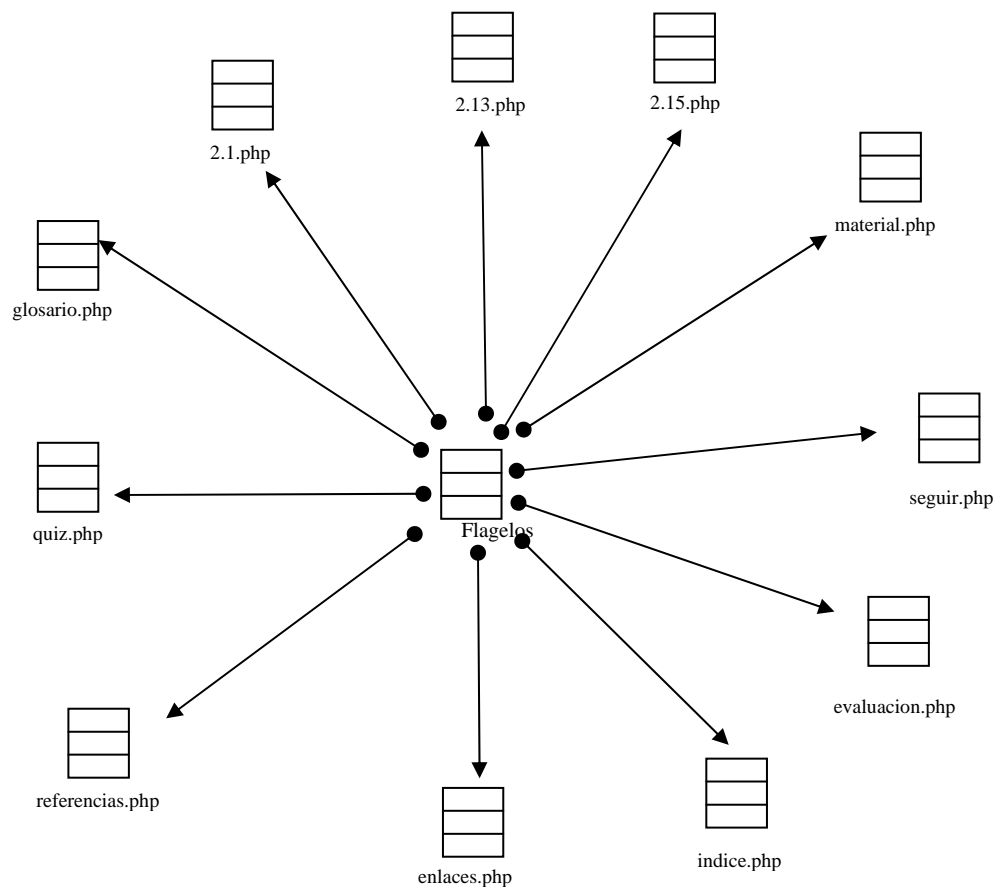 2.13.php
2.15.php
2.1.php
material.php
glosario.php
seguir.php
quiz.php
Flagelos
evaluacion.php
referencias.php
indice.php
enlaces.php